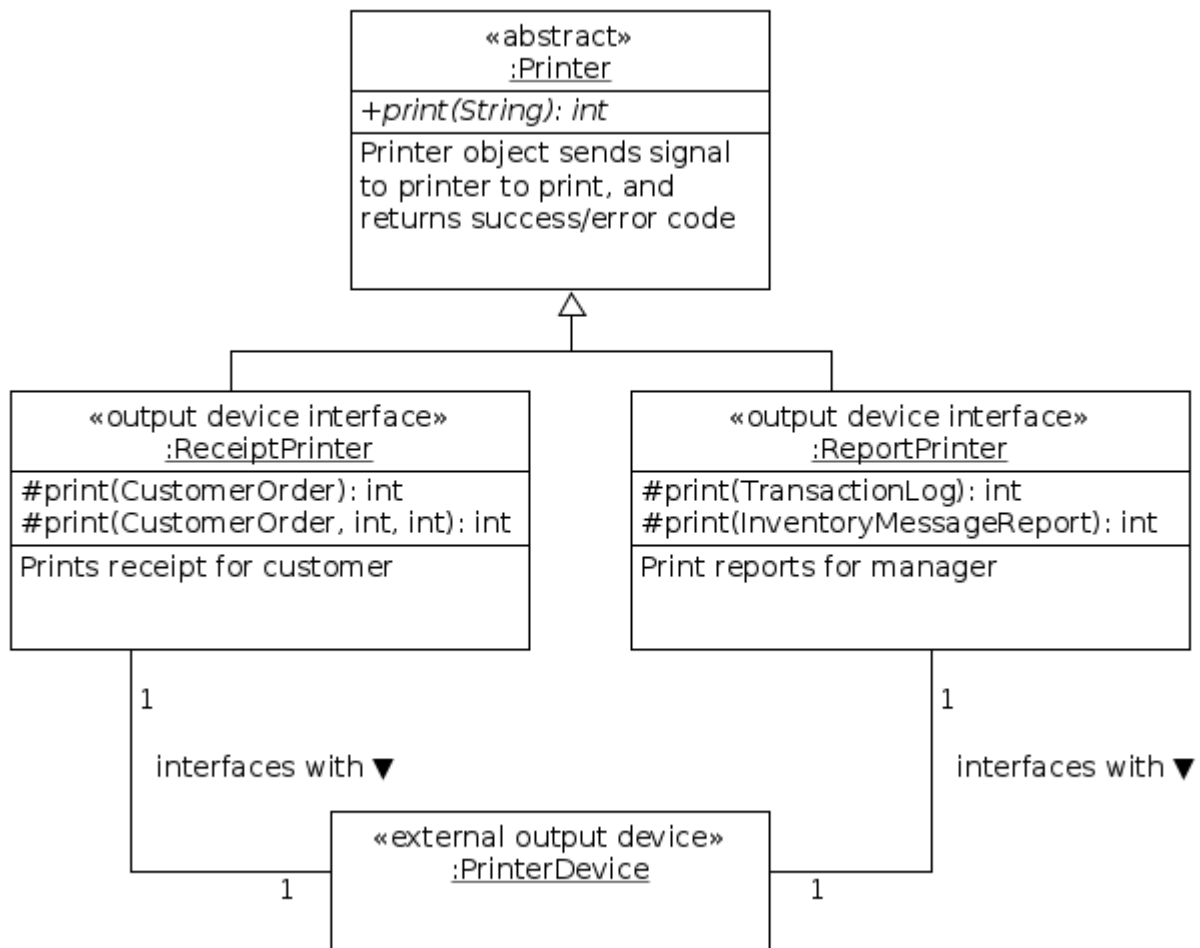 «abstract»
:Printer
+print(String): int
Printer object sends signal
to printer to print, and
returns success/error code
«output device interface»
:ReceiptPrinter
#print(CustomerOrder): int
#print(CustomerOrder, int, int): int
Prints receipt for customer
«output device interface»
:ReportPrinter
#print(TransactionLog): int
#print(InventoryMessageReport): int
Print reports for manager
1
interfaces with ▼
1
interfaces with ▼
«external output device»
:PrinterDevice
1
1